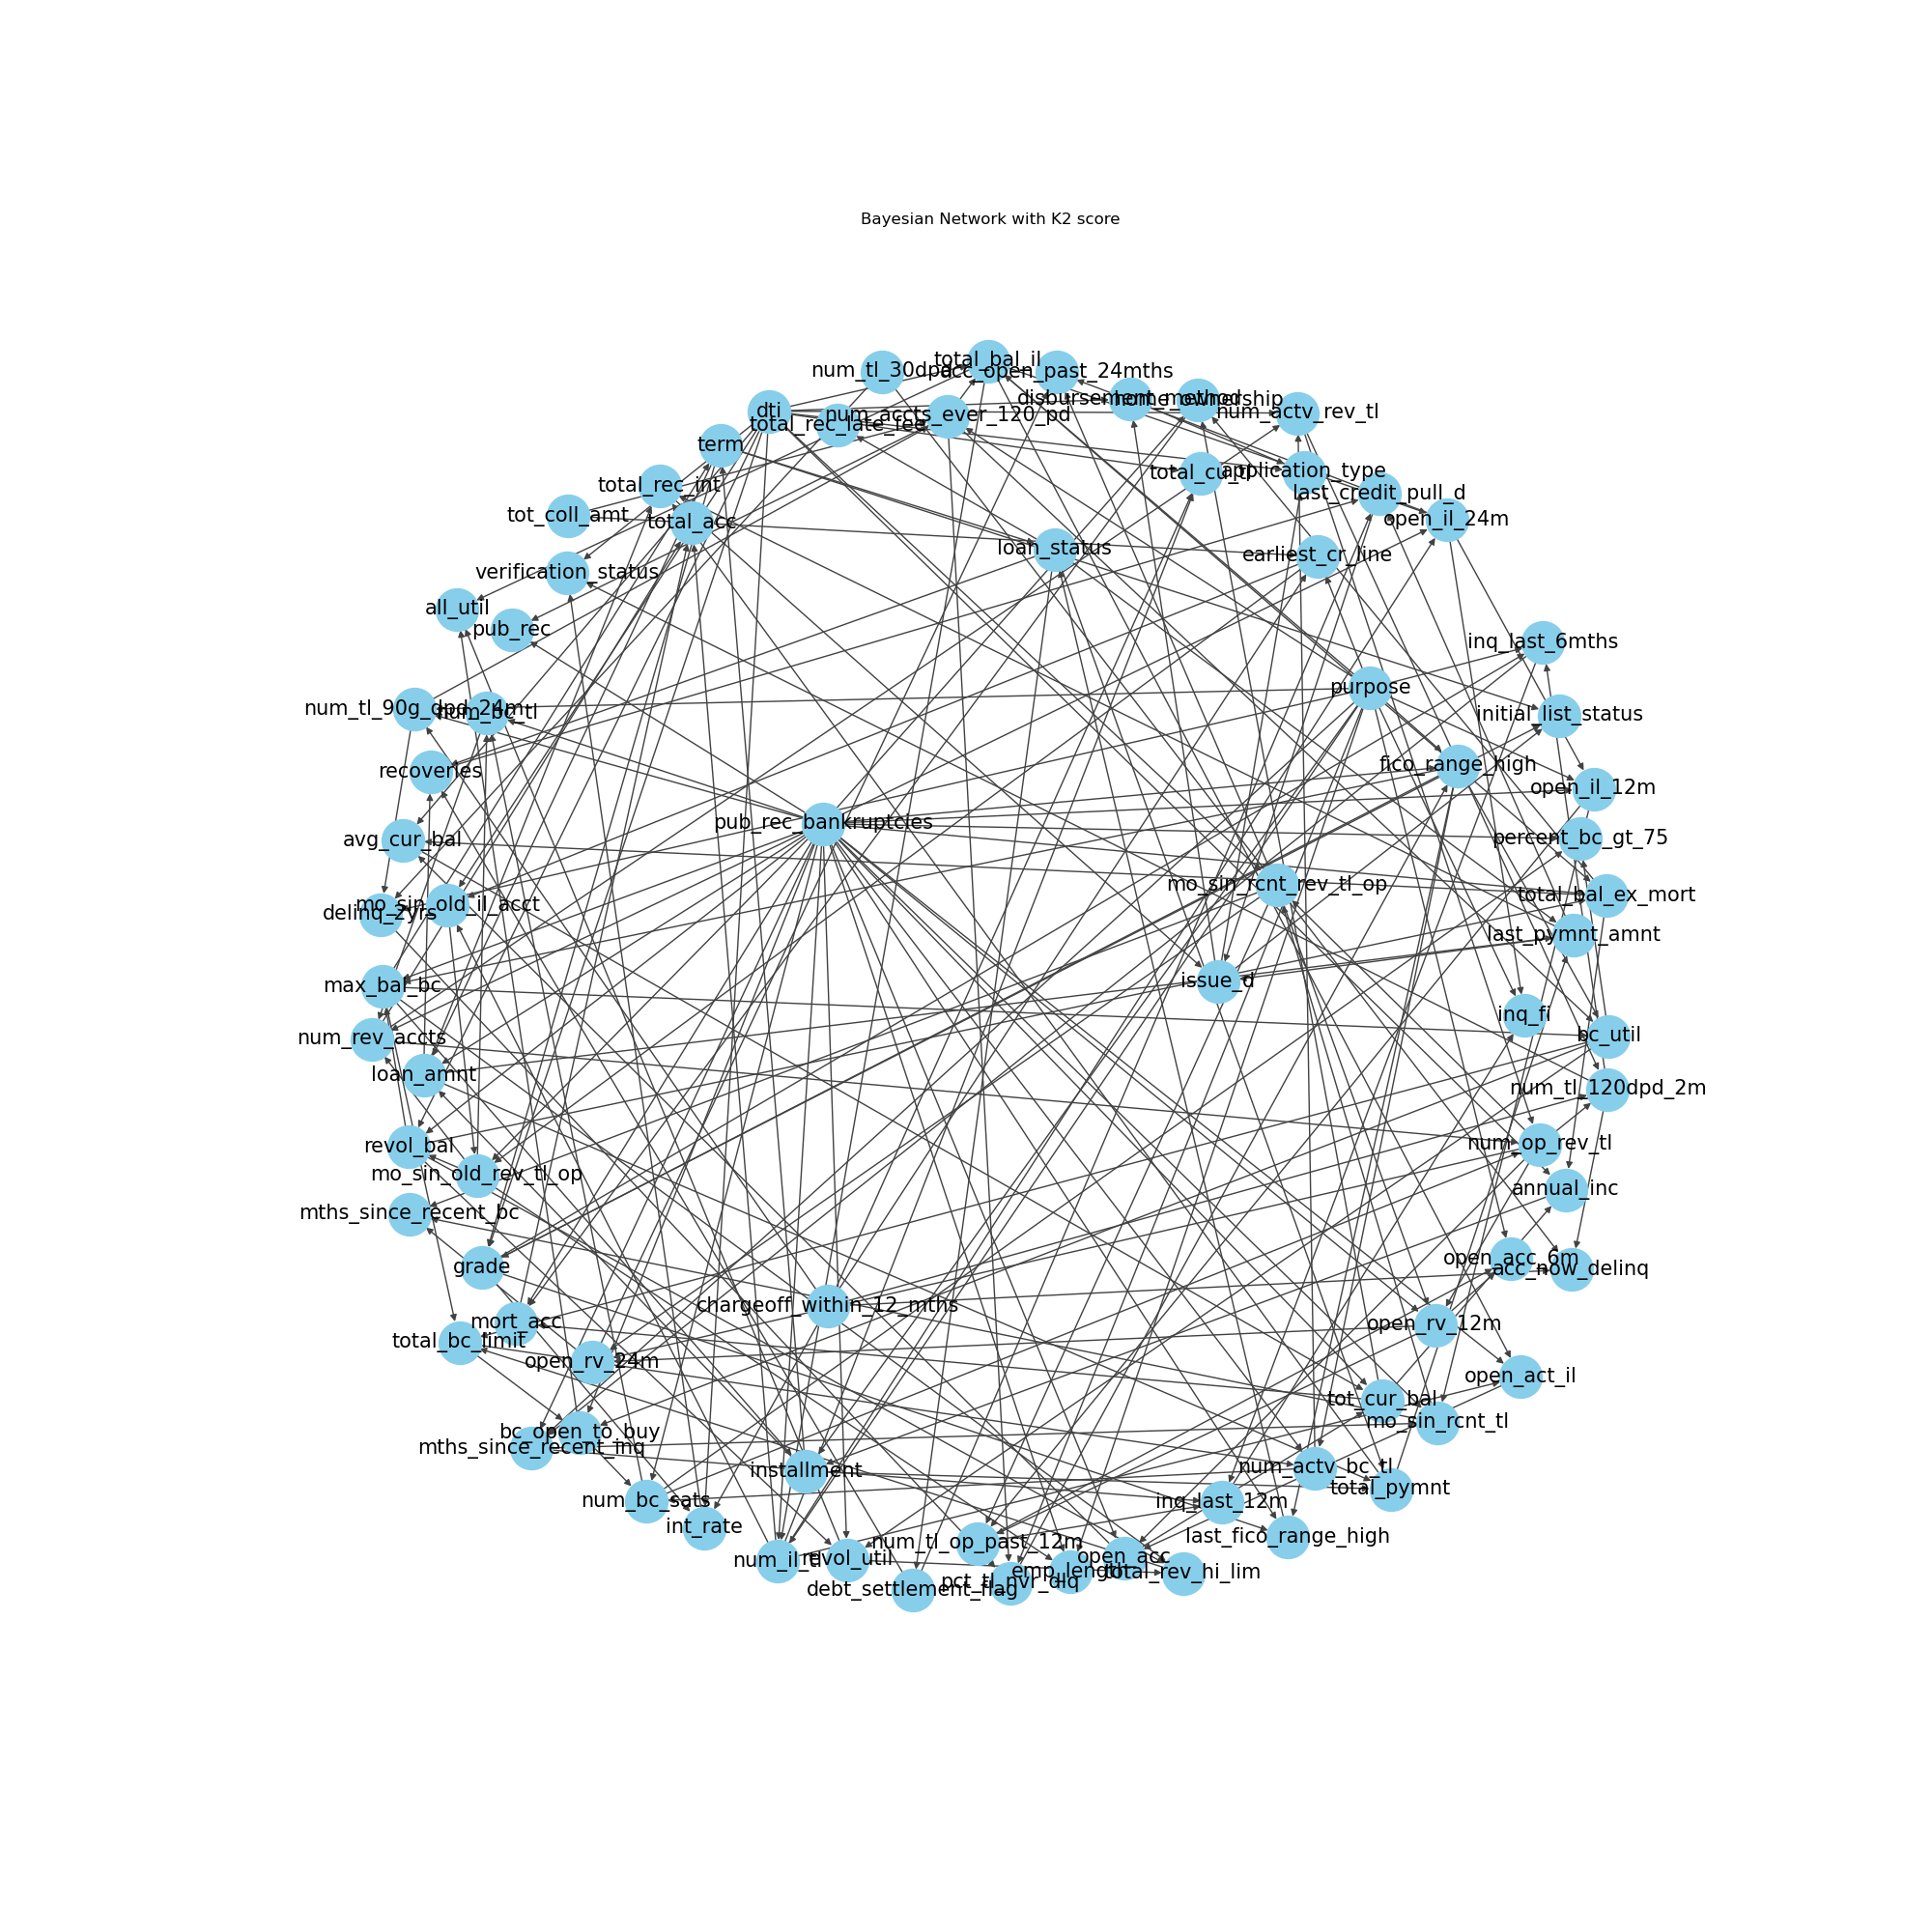 Bayesian Network with K2 score
total_bal_il
num_tl_30dpd
acc_open_past_24mths
disbursement_method
home_ownership
dti
num_accts_ever_120_pd
num_actv_rev_tl
total_rec_late_fee
term
total_cu_tl
application_type
total_rec_int
last_credit_pull_d
tot_coll_amt
total_acc
open_il_24m
loan_status
earliest_cr_line
verification_status
all_util
pub_rec
inq_last_6mths
purpose
num_tl_90g_dpd_24m
num_bc_tl
initial_list_status
recoveries
fico_range_high
open_il_12m
pub_rec_bankruptcies
avg_cur_bal
percent_bc_gt_75
mo_sin_rcnt_rev_tl_op
total_bal_ex_mort
mo_sin_old_il_acct
delinq_2yrs
last_pymnt_amnt
max_bal_bc
issue_d
inq_fi
num_rev_accts
bc_util
loan_amnt
num_tl_120dpd_2m
revol_bal
num_op_rev_tl
mo_sin_old_rev_tl_op
annual_inc
mths_since_recent_bc
open_acc_6m
grade
acc_now_delinq
chargeoff_within_12_mths
mort_acc
open_rv_12m
total_bc_limit
open_rv_24m
open_act_il
tot_cur_bal
mo_sin_rcnt_tl
bc_open_to_buy
mths_since_recent_inq
installment
num_actv_bc_tl
total_pymnt
num_bc_sats
inq_last_12m
int_rate
last_fico_range_high
num_tl_op_past_12m
num_il_tl
revol_util
open_acc
emp_length
total_rev_hi_lim
pct_tl_nvr_dlq
debt_settlement_flag